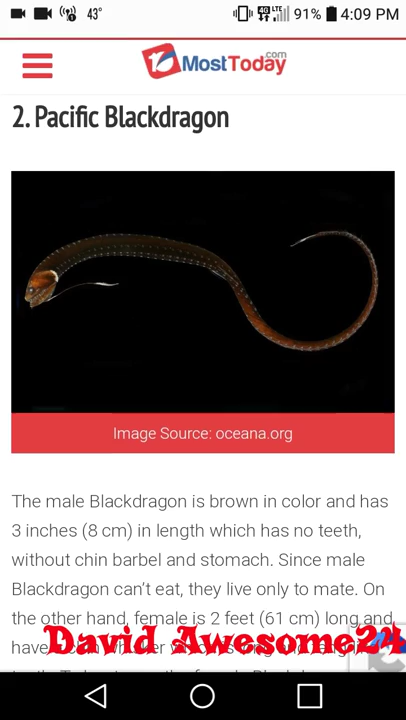 43° 4G LTE 91% 4:09 PM
MostToday
.com
2. Pacific Blackdragon
Image Source: oceana.org
The male Blackdragon is brown in color and has
3 inches (8 cm) in length which has no teeth,
without chin barbel and stomach. Since male
Blackdragon can't eat, they live only to mate. On
the other hand, female is 2 feet (61 cm) long and
have
David Awesome24